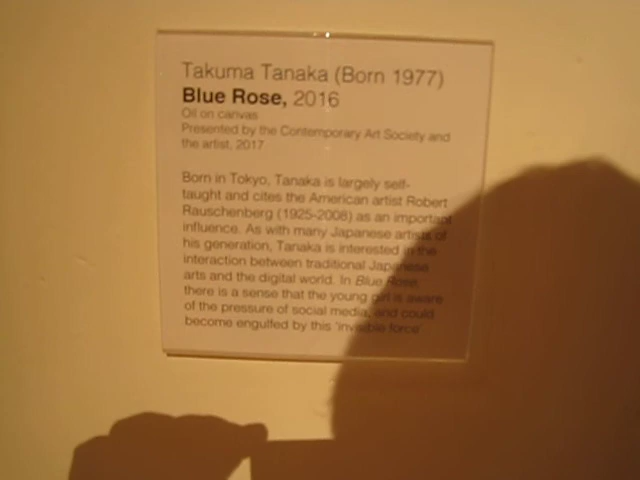 Takuma Tanaka (Born 1977)
Blue Rose, 2016
Oil on canvas
Presented by the Contemporary Art Society and
the artist, 2017
Born in Tokyo, Tanaka is largely self-
taught and cites the American artist Robert
Rauschenberg (1925-2008) as an important
influence. As with many Japanese artists of
his generation, Tanaka is interested in the
interaction between traditional Japanese
arts and the digital world. In Blue Rose,
there is a sense that the young girl is aware
of the pressure of social media, and could
become engulfed by this 'invisible force'